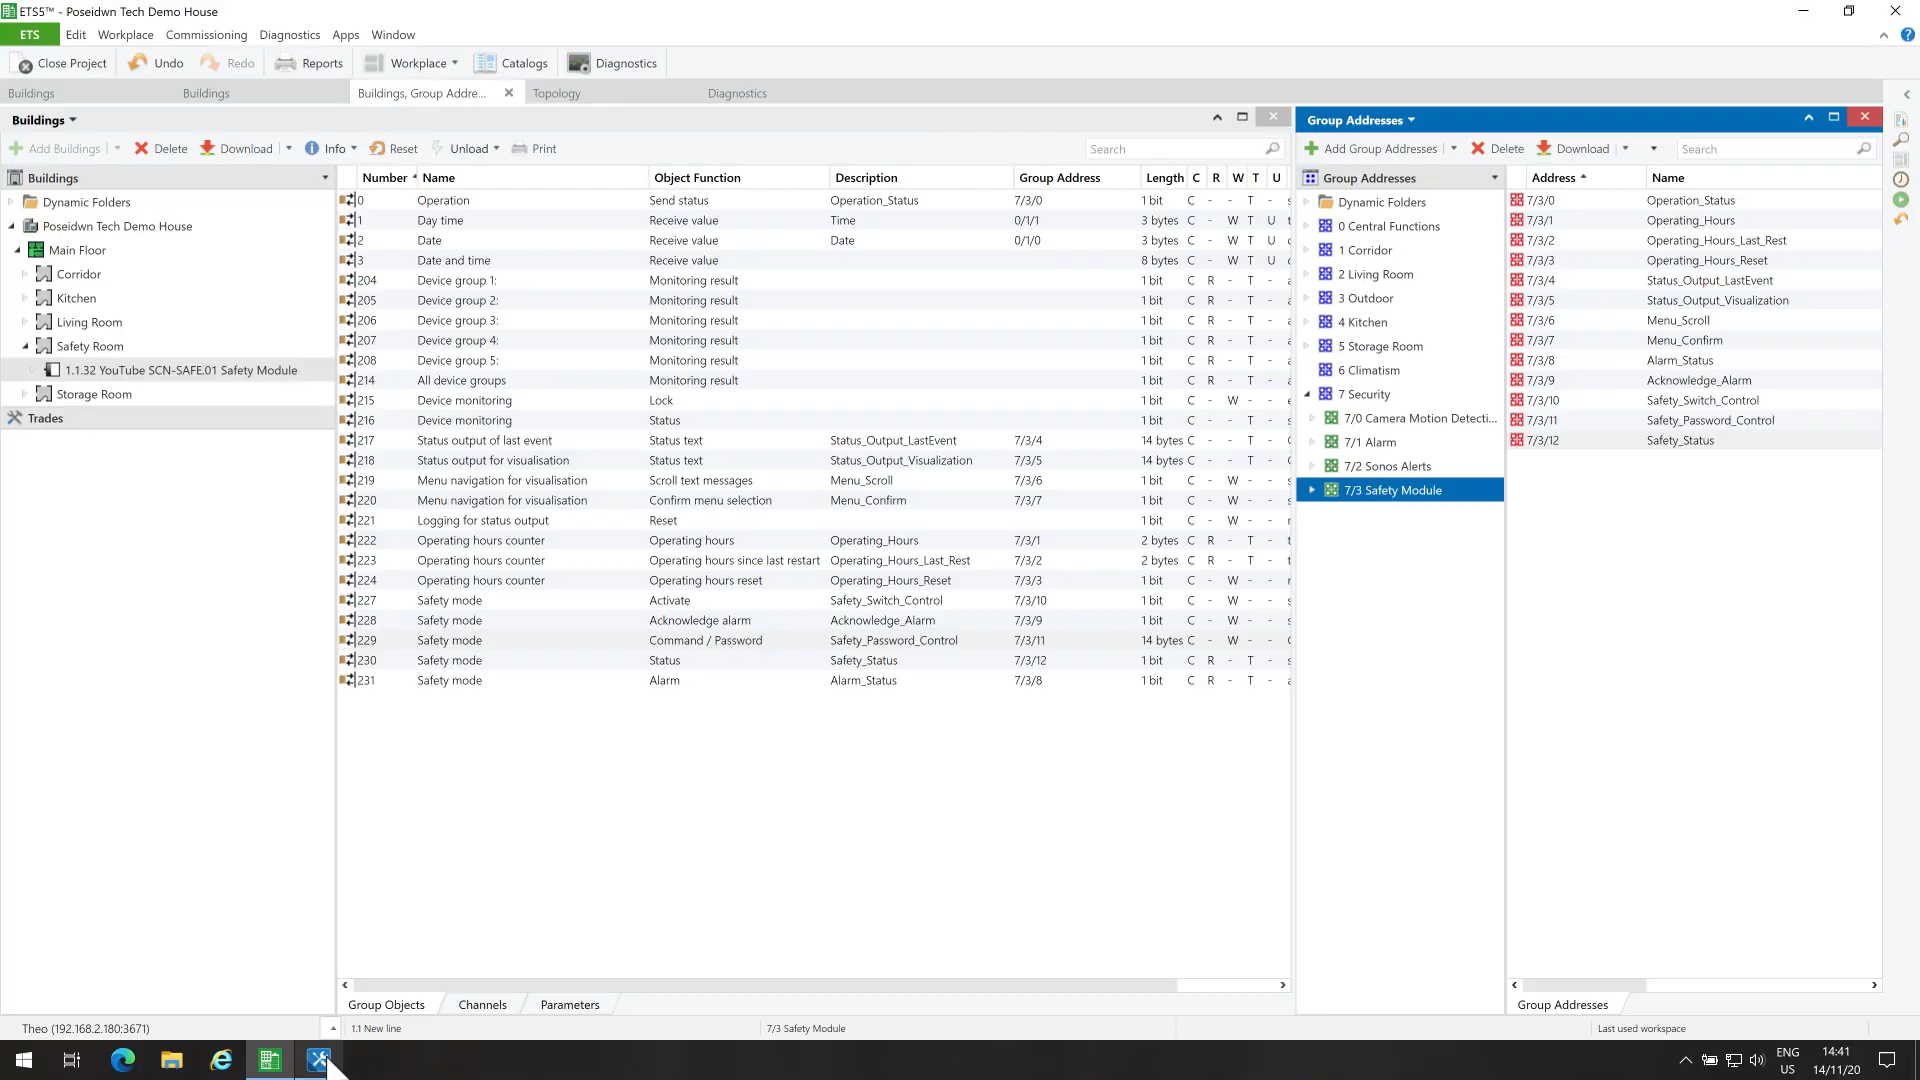 ETS5™ - Poseidwn Tech Demo House
ETS Edit Workplace Commissioning Diagnostics Apps Window
Close Project Undo Redo Reports Workplace Catalogs Diagnostics
Buildings Buildings Buildings, Group Addre... Topology Diagnostics
Buildings
Add Buildings Delete Download Info Reset Unload Print Search
Buildings
Dynamic Folders
Poseidwn Tech Demo House
Main Floor
Corridor
Kitchen
Living Room
Safety Room
1.1.32 YouTube SCN-SAFE.01 Safety Module
Storage Room
Trades
Number Name Object Function Description Group Address Length C R W T U
0 Operation Send status Operation_Status 7/3/0 1 bit C - - T -
1 Day time Receive value Time 0/1/1 3 bytes C - W T U
2 Date Receive value Date 0/1/0 3 bytes C - W T U
3 Date and time Receive value 8 bytes C - W T U
204 Device group 1: Monitoring result 1 bit C R - T -
205 Device group 2: Monitoring result 1 bit C R - T -
206 Device group 3: Monitoring result 1 bit C R - T -
207 Device group 4: Monitoring result 1 bit C R - T -
208 Device group 5: Monitoring result 1 bit C R - T -
214 All device groups Monitoring result 1 bit C R - T -
215 Device monitoring Lock 1 bit C - W - -
216 Device monitoring Status 1 bit C R - T -
217 Status output of last event Status text Status_Output_LastEvent 7/3/4 14 bytes C - - T -
218 Status output for visualisation Status text Status_Output_Visualization 7/3/5 14 bytes C - - T -
219 Menu navigation for visualisation Scroll text messages Menu_Scroll 7/3/6 1 bit C - W - -
220 Menu navigation for visualisation Confirm menu selection Menu_Confirm 7/3/7 1 bit C - W - -
221 Logging for status output Reset 1 bit C - W - -
222 Operating hours counter Operating hours Operating_Hours 7/3/1 2 bytes C R - T -
223 Operating hours counter Operating hours since last restart Operating_Hours_Last_Rest 7/3/2 2 bytes C R - T -
224 Operating hours counter Operating hours reset Operating_Hours_Reset 7/3/3 1 bit C - W - -
227 Safety mode Activate Safety_Switch_Control 7/3/10 1 bit C - W - -
228 Safety mode Acknowledge alarm Acknowledge_Alarm 7/3/9 1 bit C - W - -
229 Safety mode Command / Password Safety_Password_Control 7/3/11 14 bytes C - W - -
230 Safety mode Status Safety_Status 7/3/12 1 bit C R - T -
231 Safety mode Alarm Alarm_Status 7/3/8 1 bit C R - T -
Group Objects Channels Parameters
Group Addresses
Add Group Addresses Delete Download Search
Group Addresses
Dynamic Folders
0 Central Functions
1 Corridor
2 Living Room
3 Outdoor
4 Kitchen
5 Storage Room
6 Climatism
7 Security
7/0 Camera Motion Detecti...
7/1 Alarm
7/2 Sonos Alerts
7/3 Safety Module
Address Name
7/3/0 Operation_Status
7/3/1 Operating_Hours
7/3/2 Operating_Hours_Last_Rest
7/3/3 Operating_Hours_Reset
7/3/4 Status_Output_LastEvent
7/3/5 Status_Output_Visualization
7/3/6 Menu_Scroll
7/3/7 Menu_Confirm
7/3/8 Alarm_Status
7/3/9 Acknowledge_Alarm
7/3/10 Safety_Switch_Control
7/3/11 Safety_Password_Control
7/3/12 Safety_Status
Group Addresses
Theo (192.168.2.180:3671) 1.1 New line 7/3 Safety Module Last used workspace
ENG
US
14:41
14/11/20